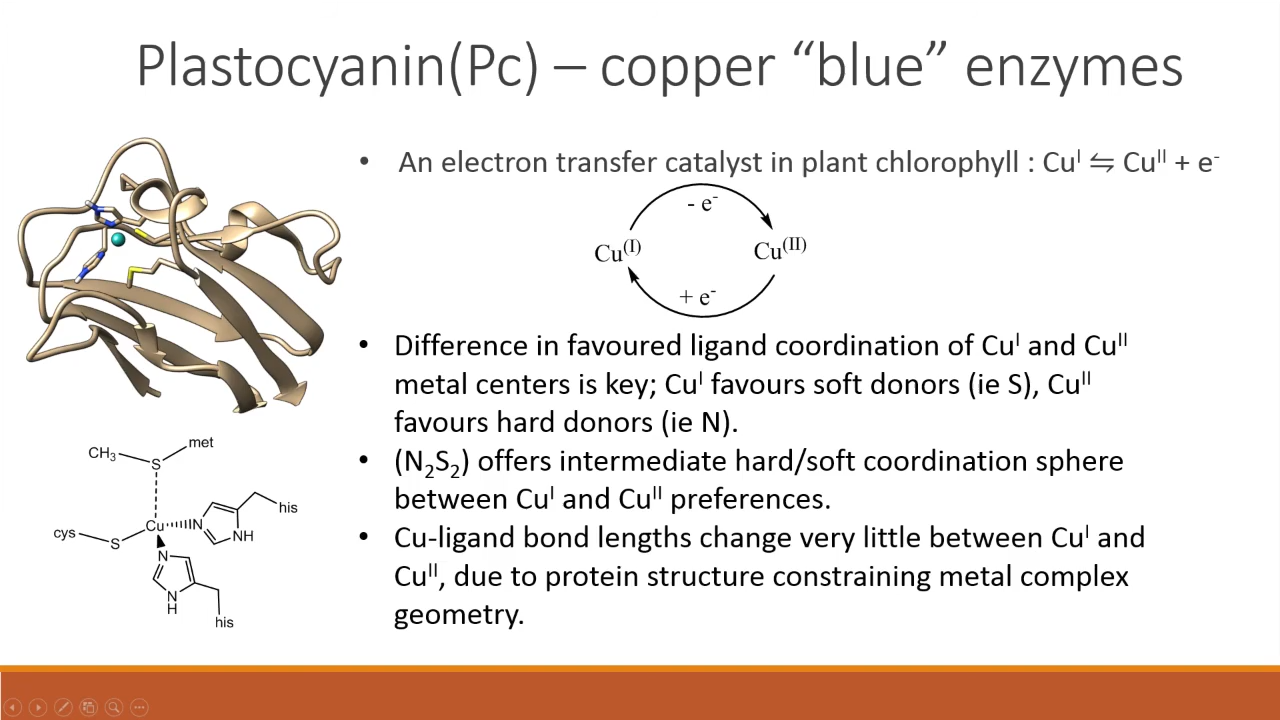 Plastocyanin(Pc) – copper “blue” enzymes
• An electron transfer catalyst in plant chlorophyll : Cuᴵ ⇋ Cuᴵᴵ + e⁻
- e⁻
Cu⁽ᴵ⁾
Cu⁽ᴵᴵ⁾
+ e⁻
• Difference in favoured ligand coordination of Cuᴵ and Cuᴵᴵ
metal centers is key; Cuᴵ favours soft donors (ie S), Cuᴵᴵ
favours hard donors (ie N).
• (N₂S₂) offers intermediate hard/soft coordination sphere
between Cuᴵ and Cuᴵᴵ preferences.
• Cu-ligand bond lengths change very little between Cuᴵ and
Cuᴵᴵ, due to protein structure constraining metal complex
geometry.
CH₃
S
met
cys
S
Cu
N
NH
his
N
N
H
his